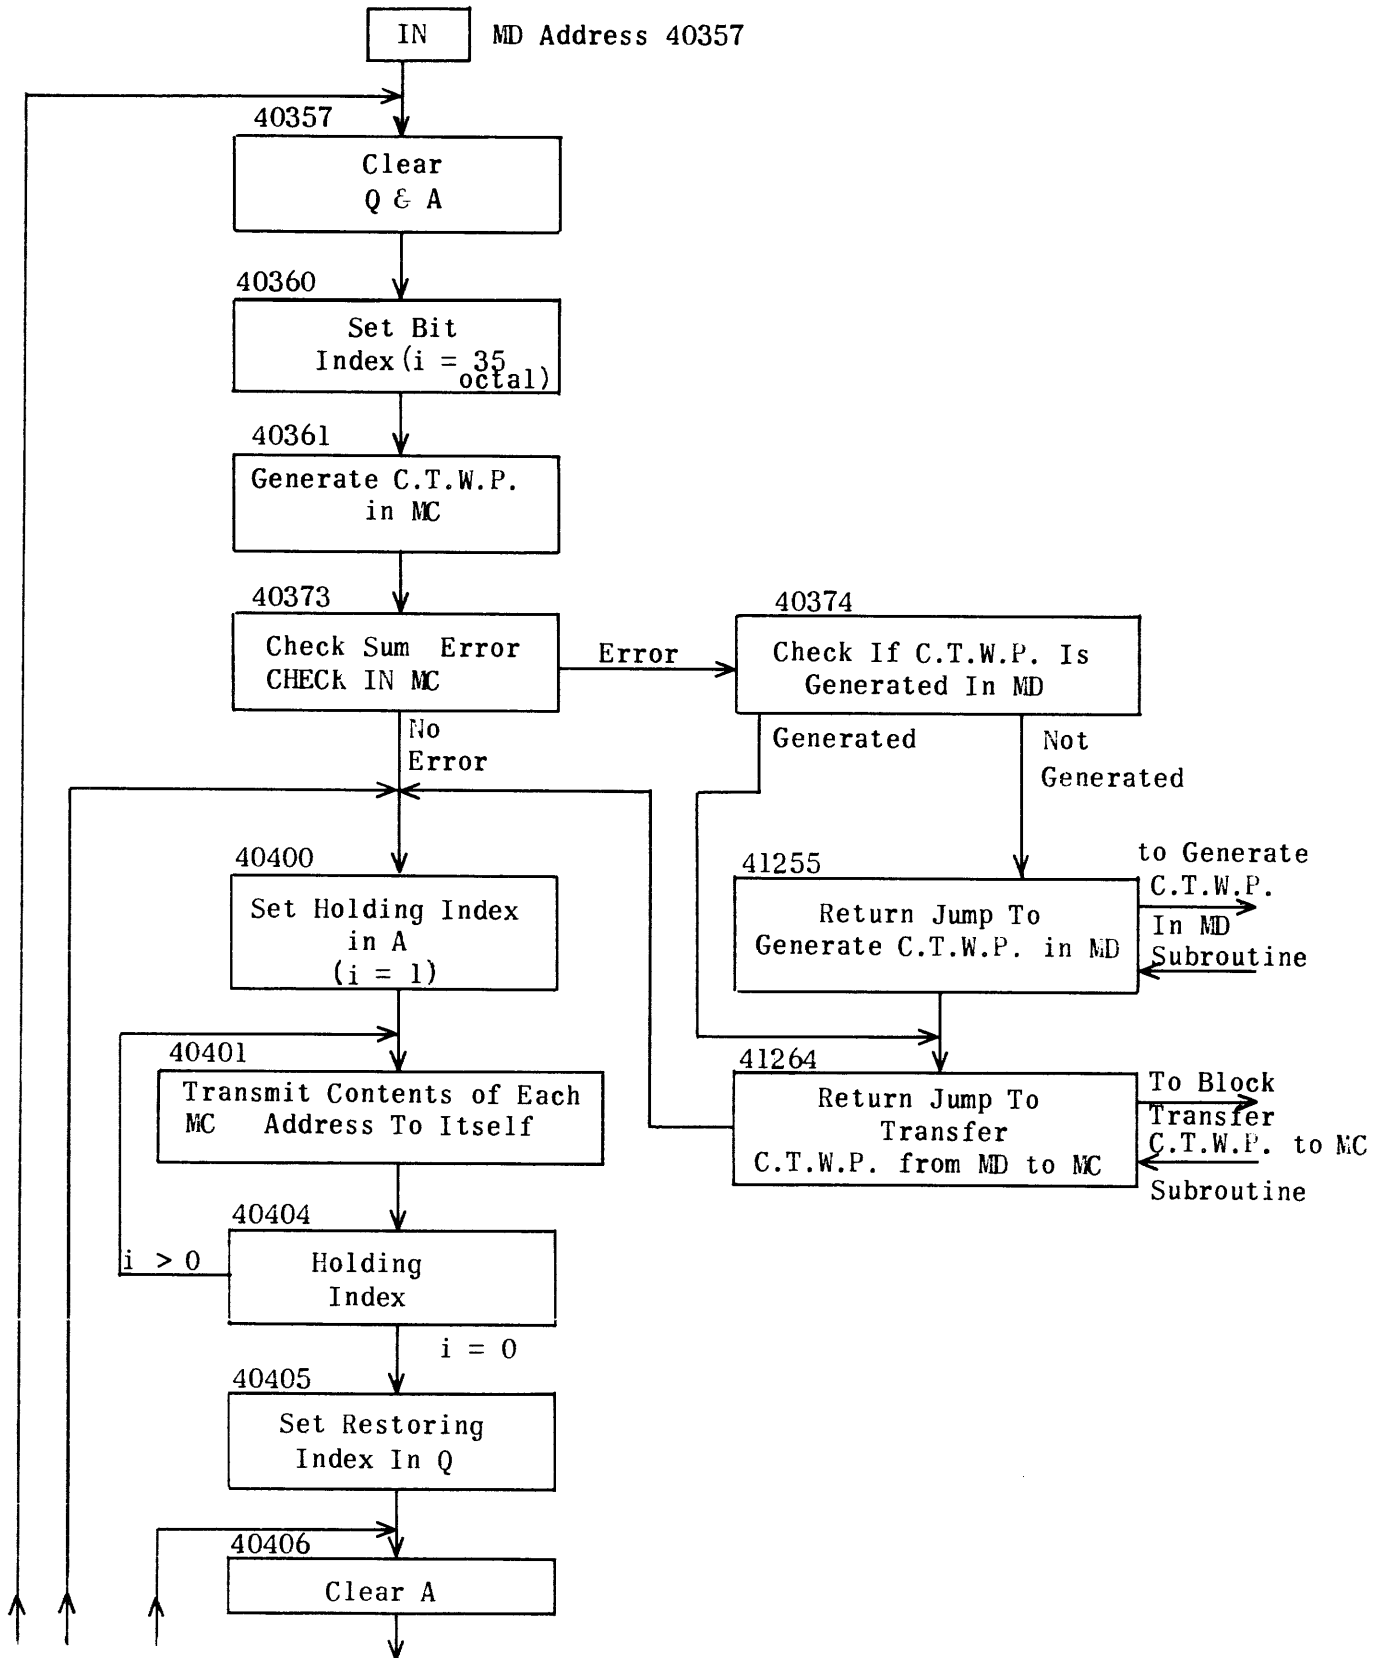 IN MD Address 40357
40357
Clear
Q & A
40360
Set Bit
Index (i = 35
octal)
40361
Generate C.T.W.P.
in MC
40373
Check Sum Error
CHECK IN MC
Error
40374
Check If C.T.W.P. Is
Generated In MD
No
Error
Generated
Not
Generated
40400
Set Holding Index
in A
(i = 1)
41255
Return Jump To
Generate C.T.W.P. in MD
to Generate
C.T.W.P.
In MD
Subroutine
40401
Transmit Contents of Each
MC Address To Itself
41264
Return Jump To
Transfer
C.T.W.P. from MD to MC
To Block
Transfer
C.T.W.P. to MC
Subroutine
40404
Holding
Index
i > 0
i = 0
40405
Set Restoring
Index In Q
40406
Clear A